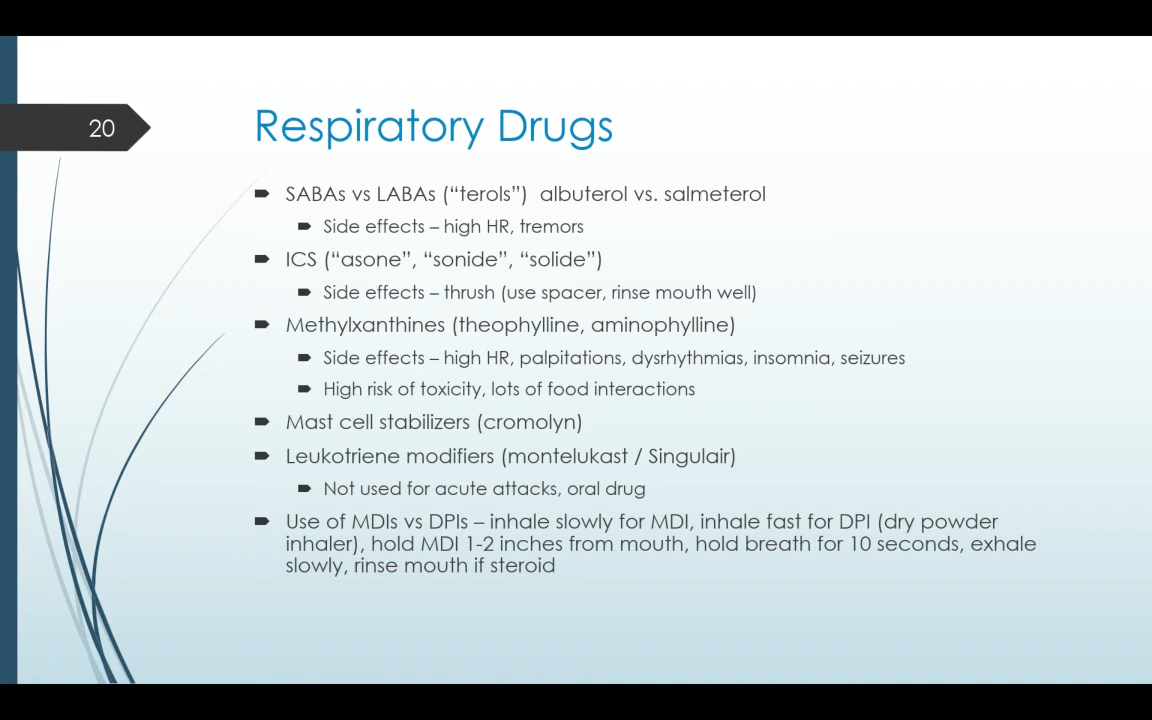 20
Respiratory Drugs
SABAs vs LABAs (“terols”)  albuterol vs. salmeterol
Side effects – high HR, tremors
ICS (“asone”, “sonide”, “solide”)
Side effects – thrush (use spacer, rinse mouth well)
Methylxanthines (theophylline, aminophylline)
Side effects – high HR, palpitations, dysrhythmias, insomnia, seizures
High risk of toxicity, lots of food interactions
Mast cell stabilizers (cromolyn)
Leukotriene modifiers (montelukast / Singulair)
Not used for acute attacks, oral drug
Use of MDIs vs DPIs – inhale slowly for MDI, inhale fast for DPI (dry powder
inhaler), hold MDI 1-2 inches from mouth, hold breath for 10 seconds, exhale
slowly, rinse mouth if steroid